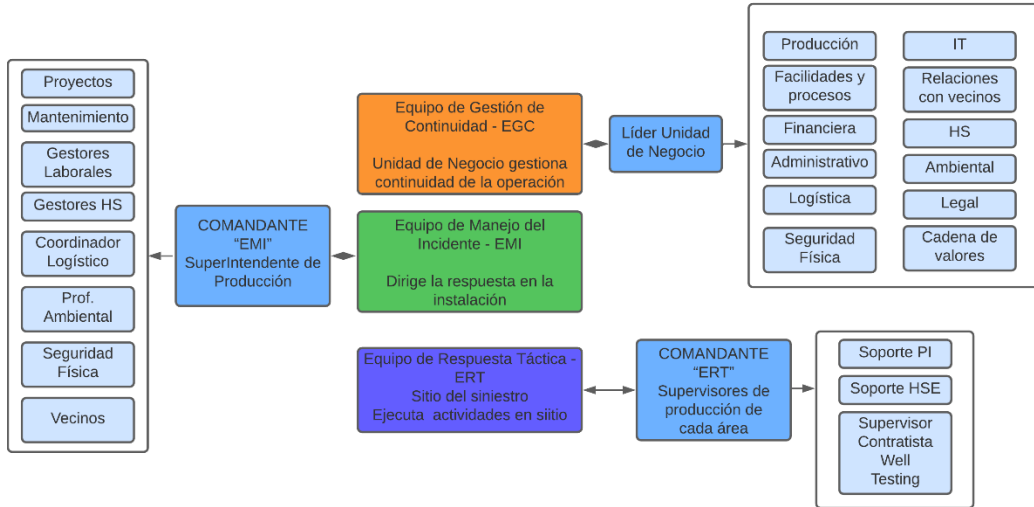 Proyectos
Mantenimiento
Gestores
Laborales
Gestores HS
Coordinador
Logístico
Prof.
Ambiental
Seguridad
Física
Vecinos
COMANDANTE
“EMI”
SuperIntendente de
Producción
Equipo de Gestión de
Continuidad - EGC
Unidad de Negocio gestiona
continuidad de la operación
Equipo de Manejo del
Incidente - EMI
Dirige la respuesta en la
instalación
Equipo de Respuesta Táctica -
ERT
Sitio del siniestro
Ejecuta actividades en siitio
Líder Unidad
de Negocio
COMANDANTE
“ERT”
Supervisores de
producción de
cada área
Producción
Facilidades y
procesos
Financiera
Administrativo
Logística
Seguridad
Física
IT
Relaciones
con vecinos
HS
Ambiental
Legal
Cadena de
valores
Soporte PI
Soporte HSE
Supervisor
Contratista
Well
Testing